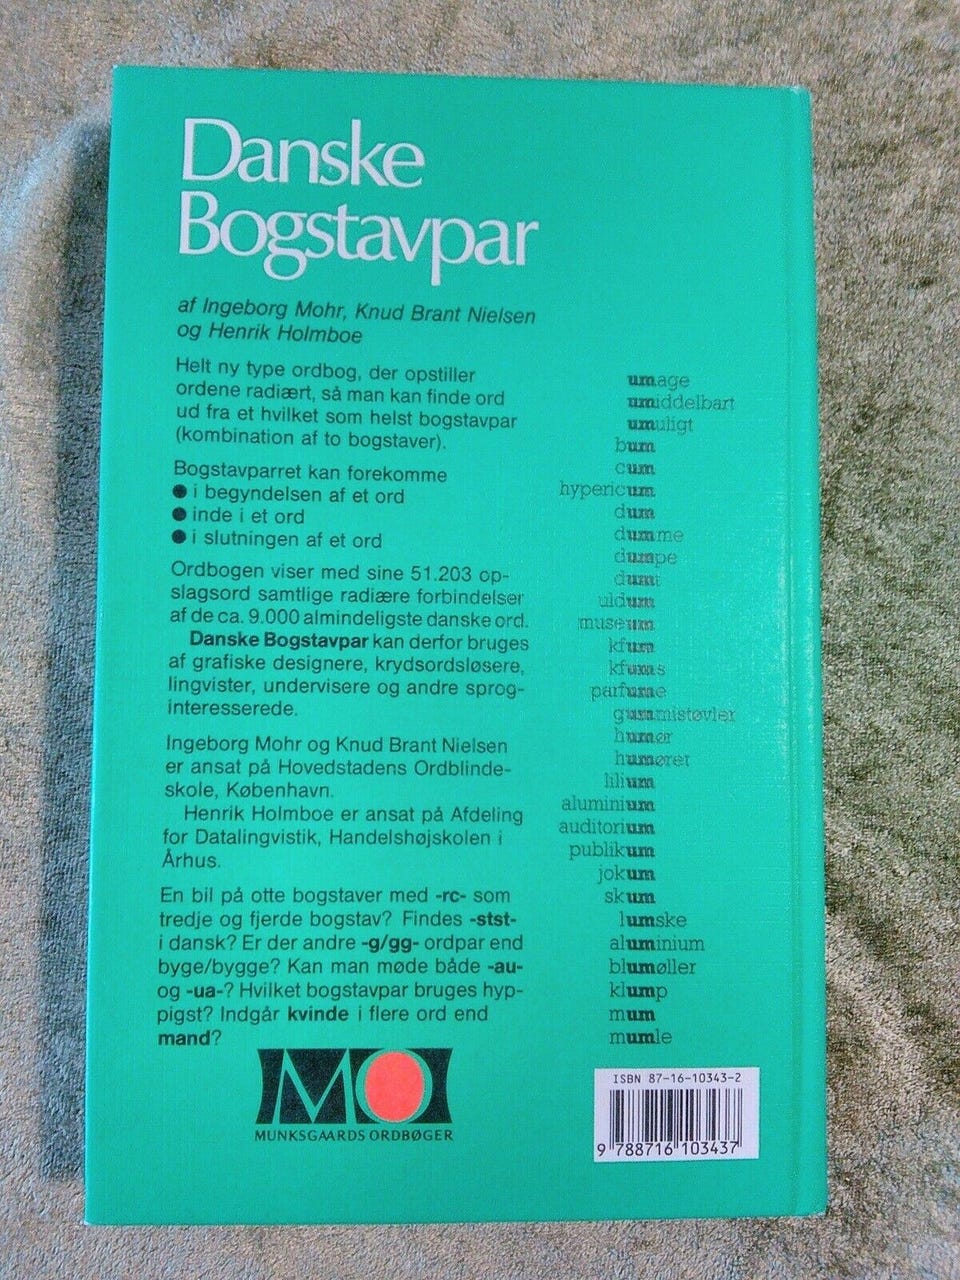 Danske
Bogstavpar
af Ingeborg Mohr, Knud Brant Nielsen
og Henrik Holmboe
Helt ny type ordbog, der opstiller
ordene radiært, så man kan finde ord
ud fra et hvilket som helst bogstavpar
(kombination af to bogstaver).
Bogstavparret kan forekomme
● i begyndelsen af et ord
● inde i et ord
● i slutningen af et ord
Ordbogen viser med sine 51.203 op-
slagsord samtlige radiære forbindelser
af de ca. 9.000 almindeligste danske ord.
Danske Bogstavpar kan derfor bruges
af grafiske designere, krydsordsløsere,
lingvister, undervisere og andre sprog-
interesserede.
Ingeborg Mohr og Knud Brant Nielsen
er ansat på Hovedstadens Ordblinde-
skole, København.
Henrik Holmboe er ansat på Afdeling
for Datalingvistik, Handelshøjskolen i
Århus.
En bil på otte bogstaver med -rc- som
tredje og fjerde bogstav? Findes -stst-
i dansk? Er der andre -g/gg- ordpar end
byge/bygge? Kan man møde både -au-
og -ua-? Hvilket bogstavpar bruges hyp-
pigst? Indgår kvinde i flere ord end
mand?
umage
umiddelbart
umuligt
bum
cum
hypericum
dum
dumme
dumpe
dumt
uldum
museum
kfum
kfums
parfume
gummistøvler
humør
humøret
lilium
aluminium
auditorium
publikum
jokum
skum
lumske
aluminium
blumøller
klump
mum
mumle
MO
MUNKSGAARDS ORDBØGER
ISBN 87-16-10343-2
9 788716 103437